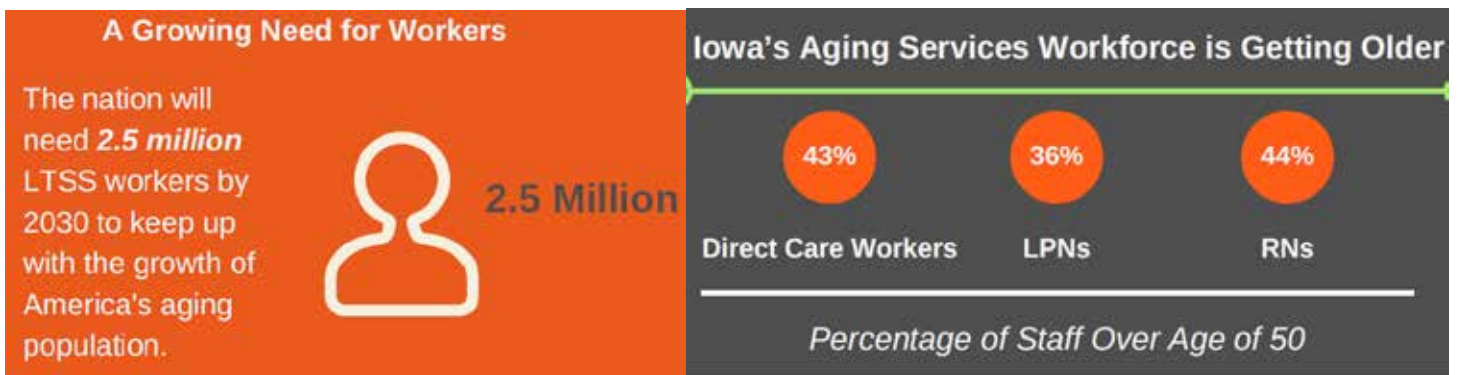 A Growing Need for Workers
The nation will
need 2.5 million
LTSS workers by
2030 to keep up
with the growth of
America's aging
population.
2.5 Million
Iowa's Aging Services Workforce is Getting Older
43%
36%
44%
Direct Care Workers
LPNs
RNs
Percentage of Staff Over Age of 50